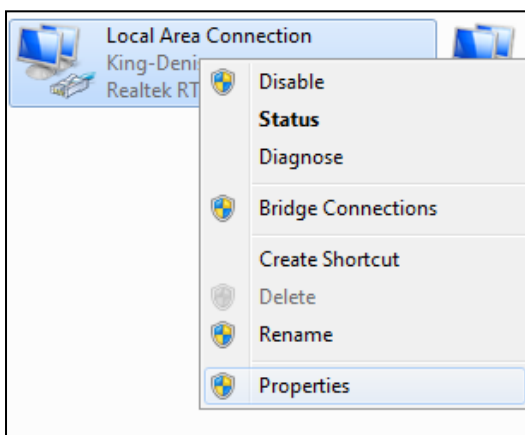 Local Area Connection
King-Deni
Realtek RT
Disable
Status
Diagnose
Bridge Connections
Create Shortcut
Delete
Rename
Properties